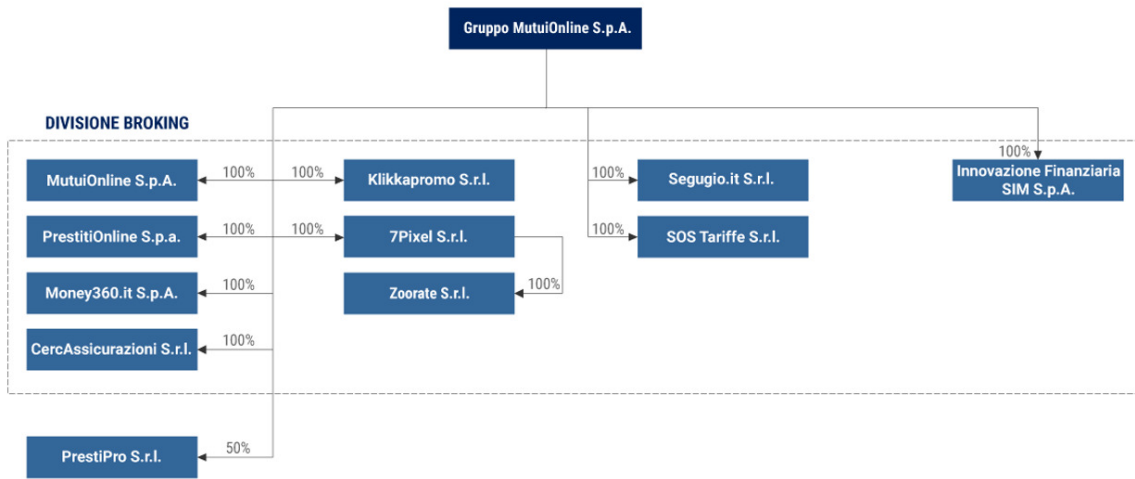 Gruppo MutuiOnline S.p.A.
DIVISIONE BROKING
MutuiOnline S.p.A.
100%
100%
Klikkapromo S.r.l.
100%
Segugio.it S.r.l.
100%
Innovazione Finanziaria
SIM S.p.A.
PrestitiOnline S.p.a.
100%
100%
7Pixel S.r.l.
100%
SOS Tariffe S.r.l.
Money360.it S.p.A.
100%
Zoorate S.r.l.
100%
CercAssicurazioni S.r.l.
100%
PrestiPro S.r.l.
50%